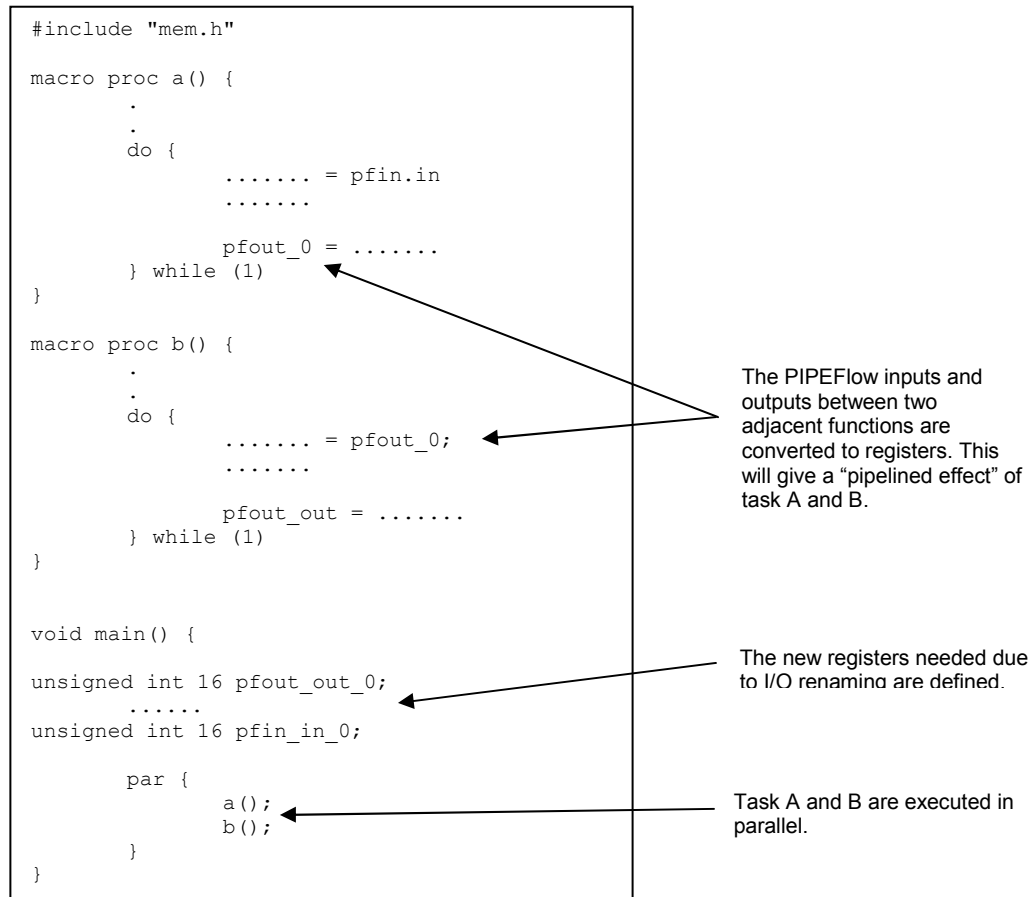 #include "mem.h"
macro proc a() {
.
.
do {
....... = pfin.in
.......
pfout_0 = .......
} while (1)
}
macro proc b() {
.
.
do {
....... = pfout_0;
.......
pfout_out = .......
} while (1)
}
void main() {
unsigned int 16 pfout_out_0;
......
unsigned int 16 pfin_in_0;
par {
a();
b();
}
}
The PIPEFlow inputs and
outputs between two
adjacent functions are
converted to registers. This
will give a “pipelined effect” of
task A and B.
The new registers needed due
to I/O renaming are defined.
Task A and B are executed in
parallel.